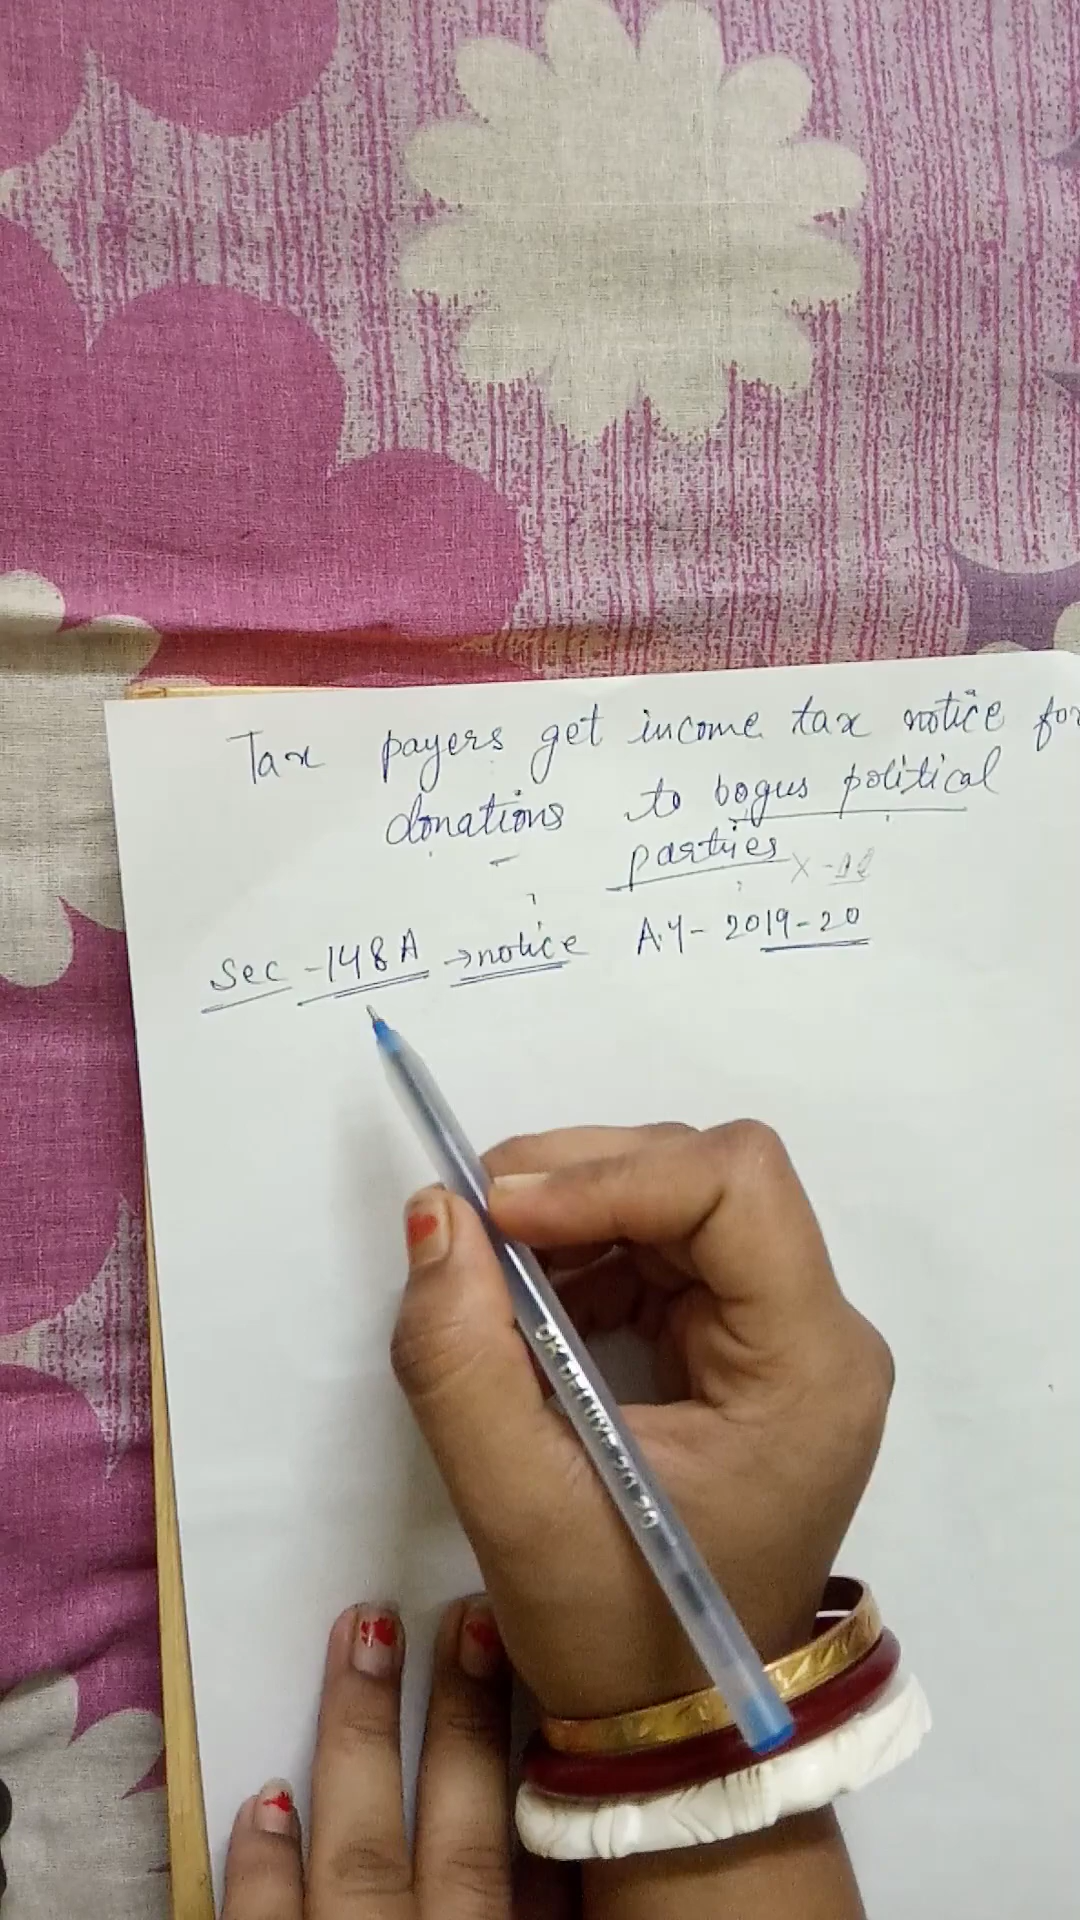 Tax payers get income tax notice for
donations to bogus political
parties
Sec -148A → notice A.Y- 2019-20